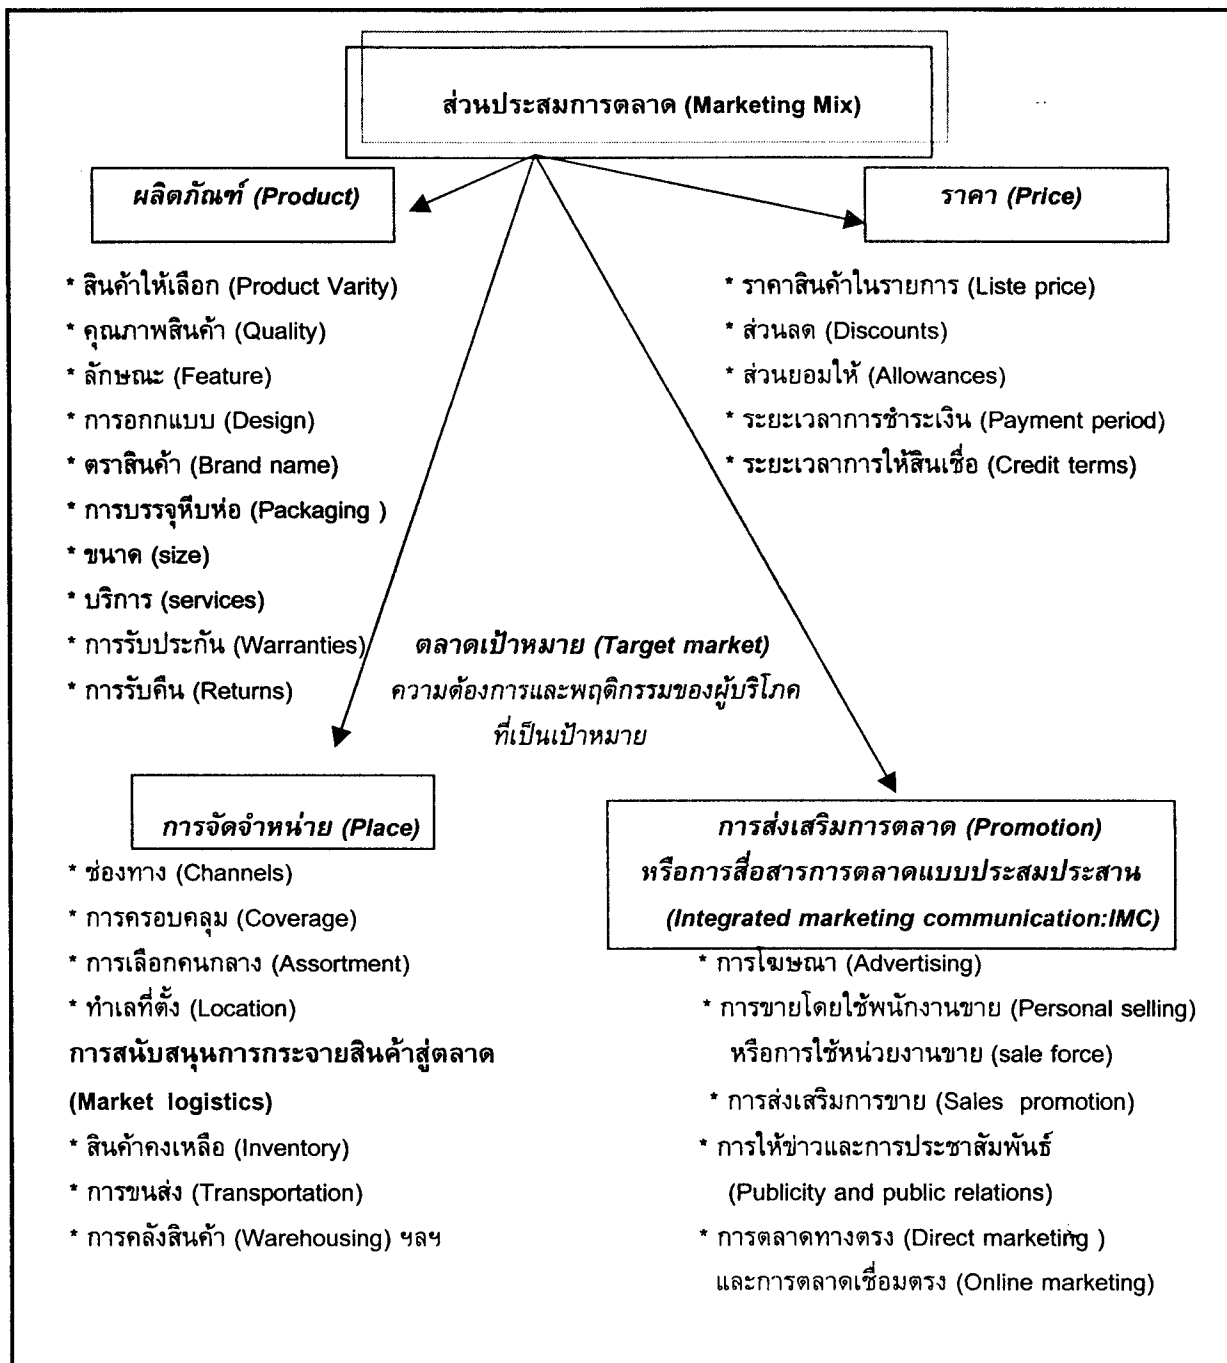 ส่วนประสมการตลาด (Marketing Mix)
ผลิตภัณฑ์ (Product)
* สินค้าให้เลือก (Product Varity)
* คุณภาพสินค้า (Quality)
* ลักษณะ (Feature)
* การอกกแบบ (Design)
* ตราสินค้า (Brand name)
* การบรรจุหีบห่อ (Packaging )
* ขนาด (size)
* บริการ (services)
* การรับประกัน (Warranties)
* การรับคืน (Returns)
ราคา (Price)
* ราคาสินค้าในรายการ (Liste price)
* ส่วนลด (Discounts)
* ส่วนยอมให้ (Allowances)
* ระยะเวลาการชำระเงิน (Payment period)
* ระยะเวลาการให้สินเชื่อ (Credit terms)
ตลาดเป้าหมาย (Target market)
ความต้องการและพฤติกรรมของผู้บริโภค
ที่เป็นเป้าหมาย
การจัดจำหน่าย (Place)
* ช่องทาง (Channels)
* การครอบคลุม (Coverage)
* การเลือกคนกลาง (Assortment)
* ทำเลที่ตั้ง (Location)
การสนับสนุนการกระจายสินค้าสู่ตลาด
(Market logistics)
* สินค้าคงเหลือ (Inventory)
* การขนส่ง (Transportation)
* การคลังสินค้า (Warehousing) ฯลฯ
การส่งเสริมการตลาด (Promotion)
หรือการสื่อสารการตลาดแบบประสมประสาน
(Integrated marketing communication:IMC)
* การโฆษณา (Advertising)
* การขายโดยใช้พนักงานขาย (Personal selling)
หรือการใช้หน่วยงานขาย (sale force)
* การส่งเสริมการขาย (Sales promotion)
* การให้ข่าวและการประชาสัมพันธ์
(Publicity and public relations)
* การตลาดทางตรง (Direct marketing )
และการตลาดเชื่อมตรง (Online marketing)